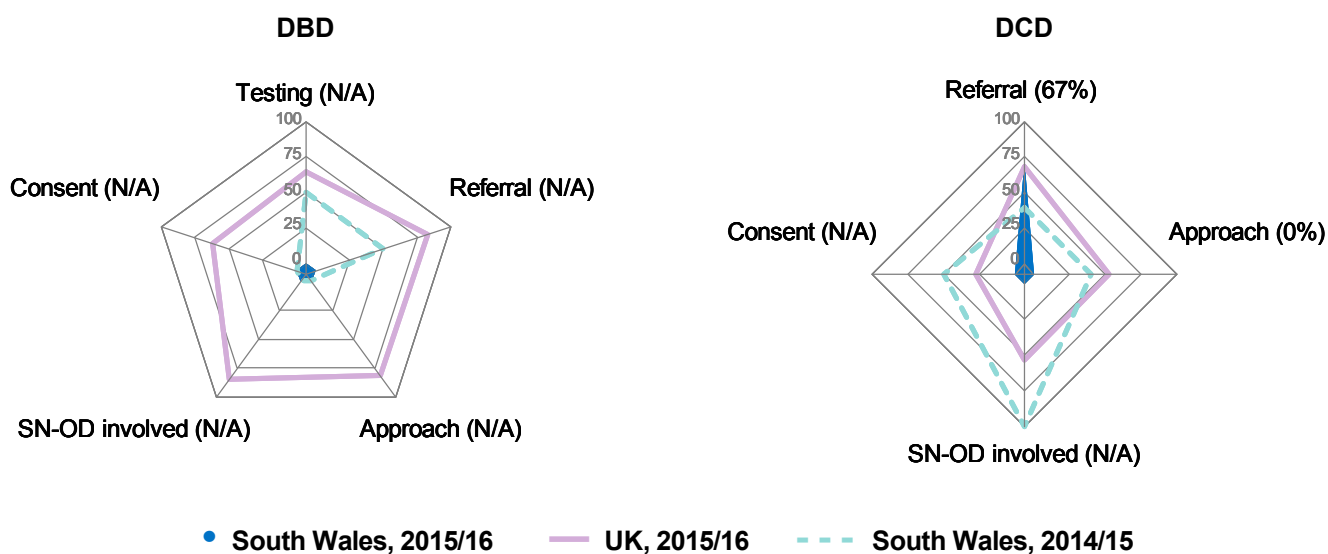 DBD
Testing (N/A)
100
75
50
25
0
Consent (N/A)
Referral (N/A)
SN-OD involved (N/A)
Approach (N/A)
DCD
Referral (67%)
100
75
50
25
0
Consent (N/A)
Approach (0%)
SN-OD involved (N/A)
South Wales, 2015/16
UK, 2015/16
South Wales, 2014/15